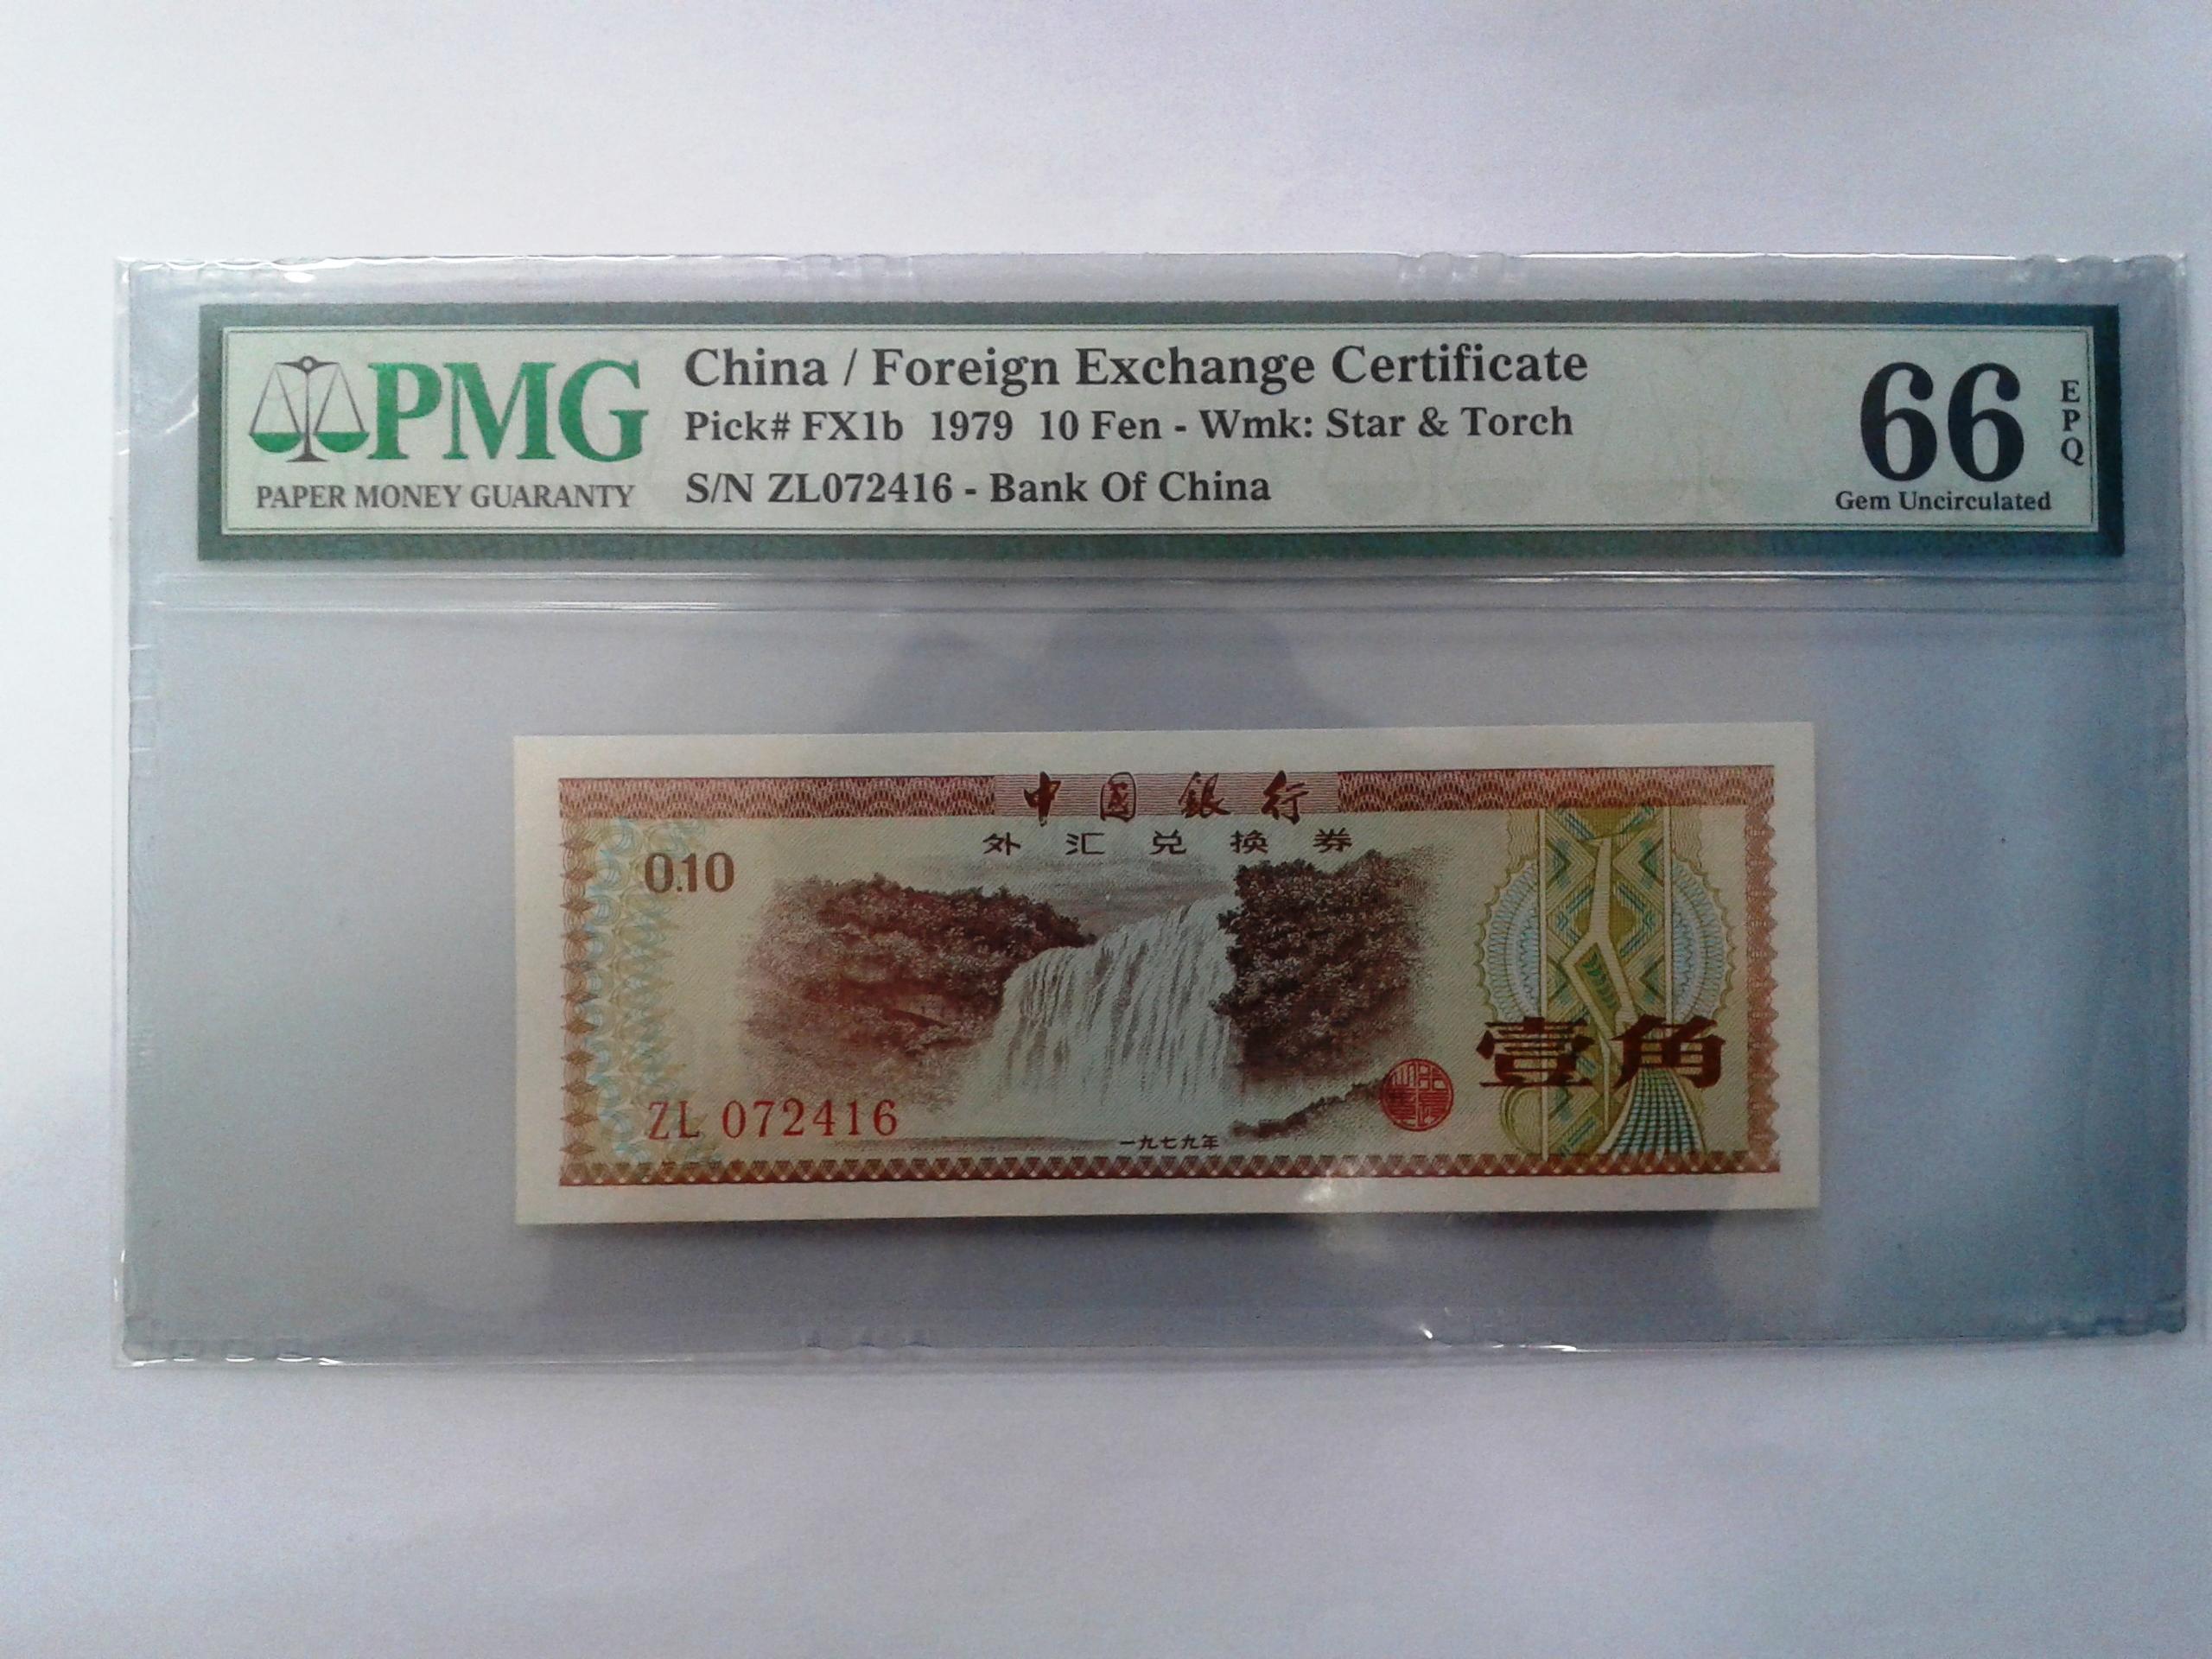 PMG
PAPER MONEY GUARANTY
China / Foreign Exchange Certificate
Pick# FX1b 1979 10 Fen - Wmk: Star & Torch
S/N ZL072416 - Bank Of China
66
EPQ
Gem Uncirculated
中國銀行
外汇兑换券
0.10
壹角
ZL 072416
一九七九年